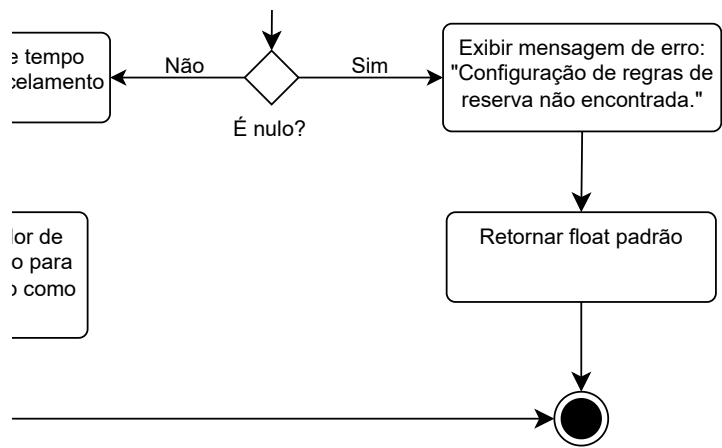 e tempo
celamento
Não
Sim
É nulo?
Exibir mensagem de erro:
"Configuração de regras de
reserva não encontrada."
lor de
o para
o como
Retornar float padrão